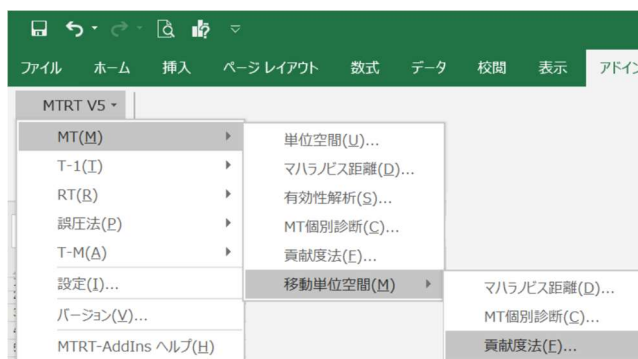 ファイル ホーム 挿入 ページ レイアウト 数式 データ 校閲 表示 アドイン
MTRT V5
MT(M)
T-1(T)
RT(R)
誤圧法(P)
T-M(A)
設定(I)...
バージョン(V)...
MTRT-AddIns ヘルプ(H)
単位空間(U)...
マハラノビス距離(D)...
有効性解析(S)...
MT個別診断(C)...
貢献度法(F)...
移動単位空間(M)
マハラノビス距離(D)...
MT個別診断(C)...
貢献度法(F)...